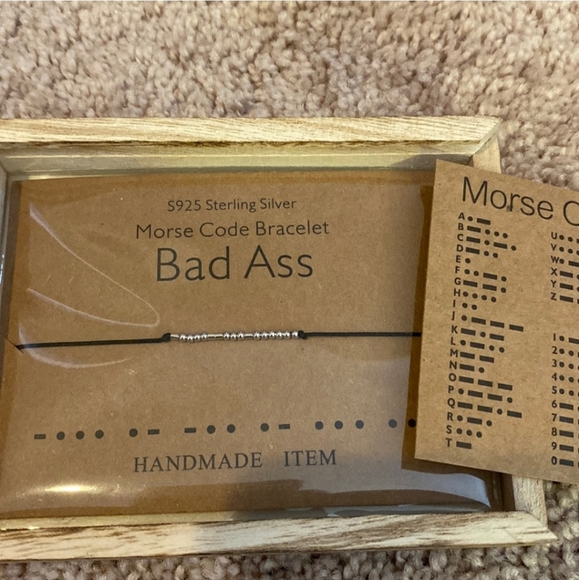 S925 Sterling Silver
Morse Code Bracelet
Bad Ass
HANDMADE ITEM
Morse
A
B
C
D
E
F
G
H
I
J
K
L
M
N
O
P
Q
R
S
T
U
V
W
X
Y
Z
1
2
3
4
5
6
7
8
9
0